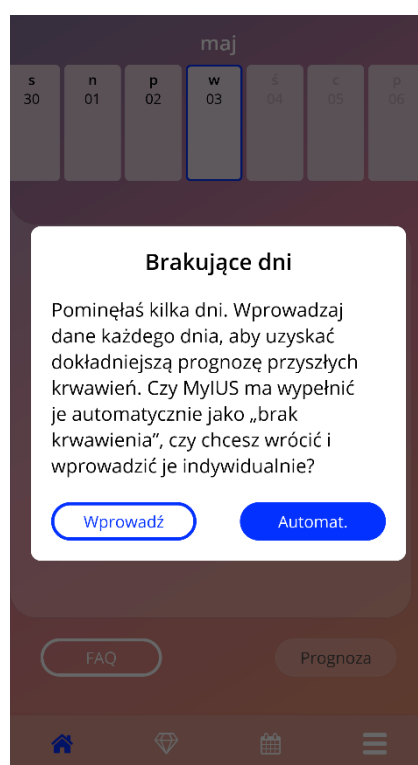 maj
s n p w ś c p
30 01 02 03 04 05 06
Brakujące dni
Pominęłaś kilka dni. Wprowadzaj
dane każdego dnia, aby uzyskać
dokładniejszą prognozę przyszłych
krwawień. Czy MyIUS ma wypełnić
je automatycznie jako „brak
krwawienia”, czy chcesz wrócić i
wprowadzić je indywidualnie?
Wprowadź Automat.
FAQ Prognoza